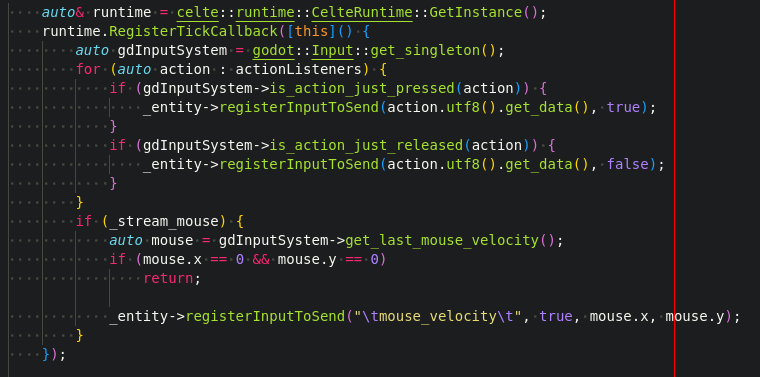 auto& runtime = celte::runtime::CelteRuntime::GetInstance();
runtime.RegisterTickCallback([this]() {
    auto gdInputSystem = godot::Input::get_singleton();
    for (auto action : actionListeners) {
        if (gdInputSystem->is_action_just_pressed(action)) {
            _entity->registerInputToSend(action.utf8().get_data(), true);
        }
        if (gdInputSystem->is_action_just_released(action)) {
            _entity->registerInputToSend(action.utf8().get_data(), false);
        }
    }
    if (_stream_mouse) {
        auto mouse = gdInputSystem->get_last_mouse_velocity();
        if (mouse.x == 0 && mouse.y == 0)
            return;

        _entity->registerInputToSend("\tmouse_velocity\t", true, mouse.x, mouse.y);
    }
});